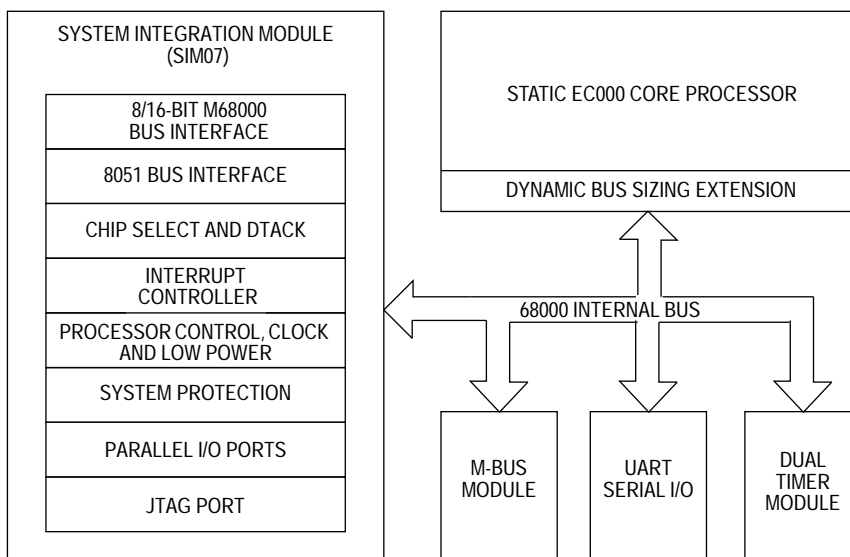 SYSTEM INTEGRATION MODULE
(SIM07)
8/16-BIT M68000
BUS INTERFACE
8051 BUS INTERFACE
CHIP SELECT AND DTACK
INTERRUPT
CONTROLLER
PROCESSOR CONTROL, CLOCK
AND LOW POWER
SYSTEM PROTECTION
PARALLEL I/O PORTS
JTAG PORT
STATIC EC000 CORE PROCESSOR
DYNAMIC BUS SIZING EXTENSION
68000 INTERNAL BUS
M-BUS
MODULE
UART
SERIAL I/O
DUAL
TIMER
MODULE